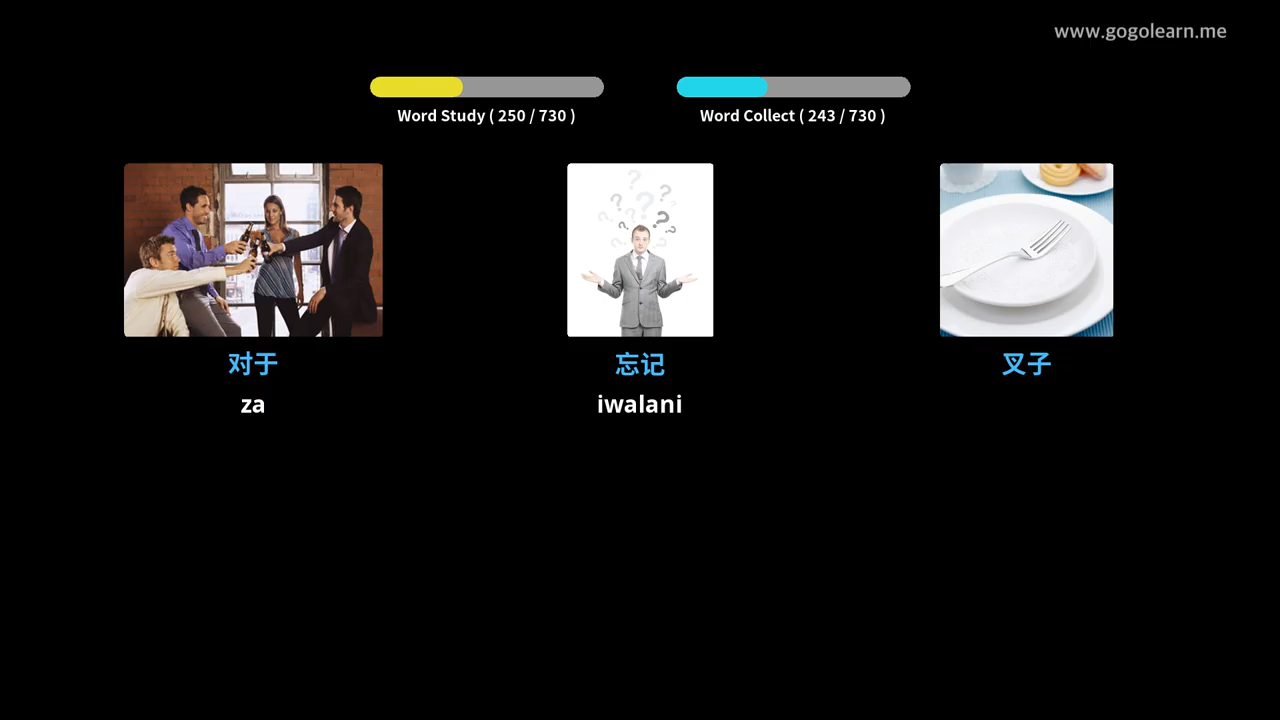 www.gogolearn.me
Word Study ( 250 / 730 )
Word Collect ( 243 / 730 )
对于
忘记
叉子
za
iwalani